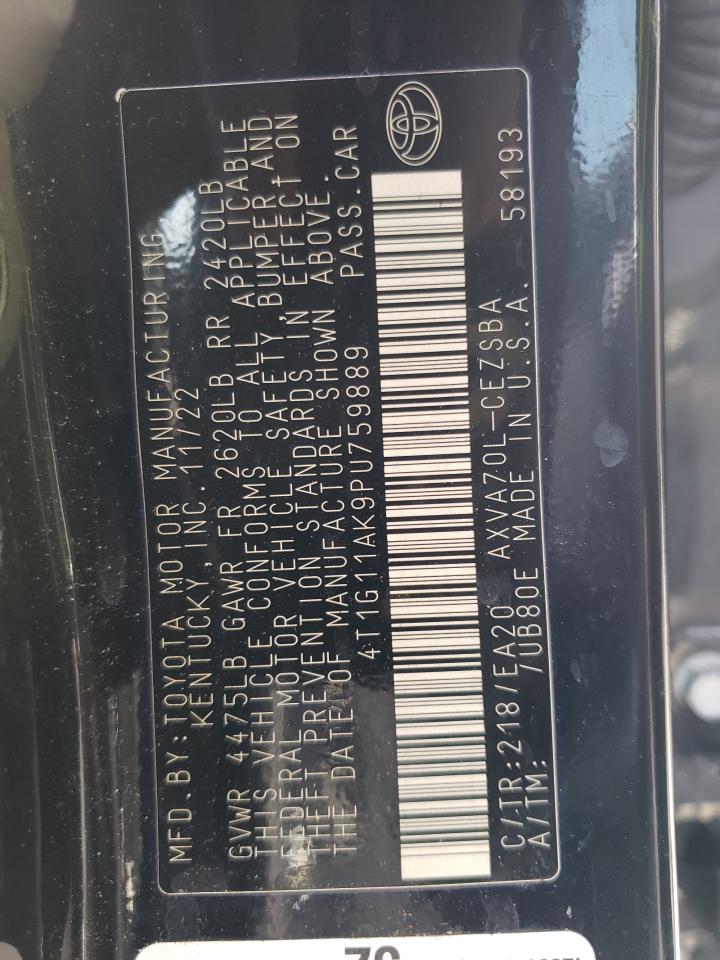 MFD.BY:TOYOTA MOTOR MANUFACTURING
KENTUCKY,INC.11/22
GVWR 4475LB GAWR FR 2620LB RR 2420LB
THIS VEHICLE CONFORMS TO ALL APPLICABLE
FEDERAL MOTOR VEHICLE SAFETY,BUMPER,AND
THEFT PREVENTION STANDARDS IN EFFECT ON
THE DATE OF MANUFACTURE SHOWN ABOVE.
4T1G11AK9PU759889 PASS.CAR
C/TR:218/EA20 AXVA70L-CEZSBA
A/TM: /UB80E MADE IN U.S.A. 58193